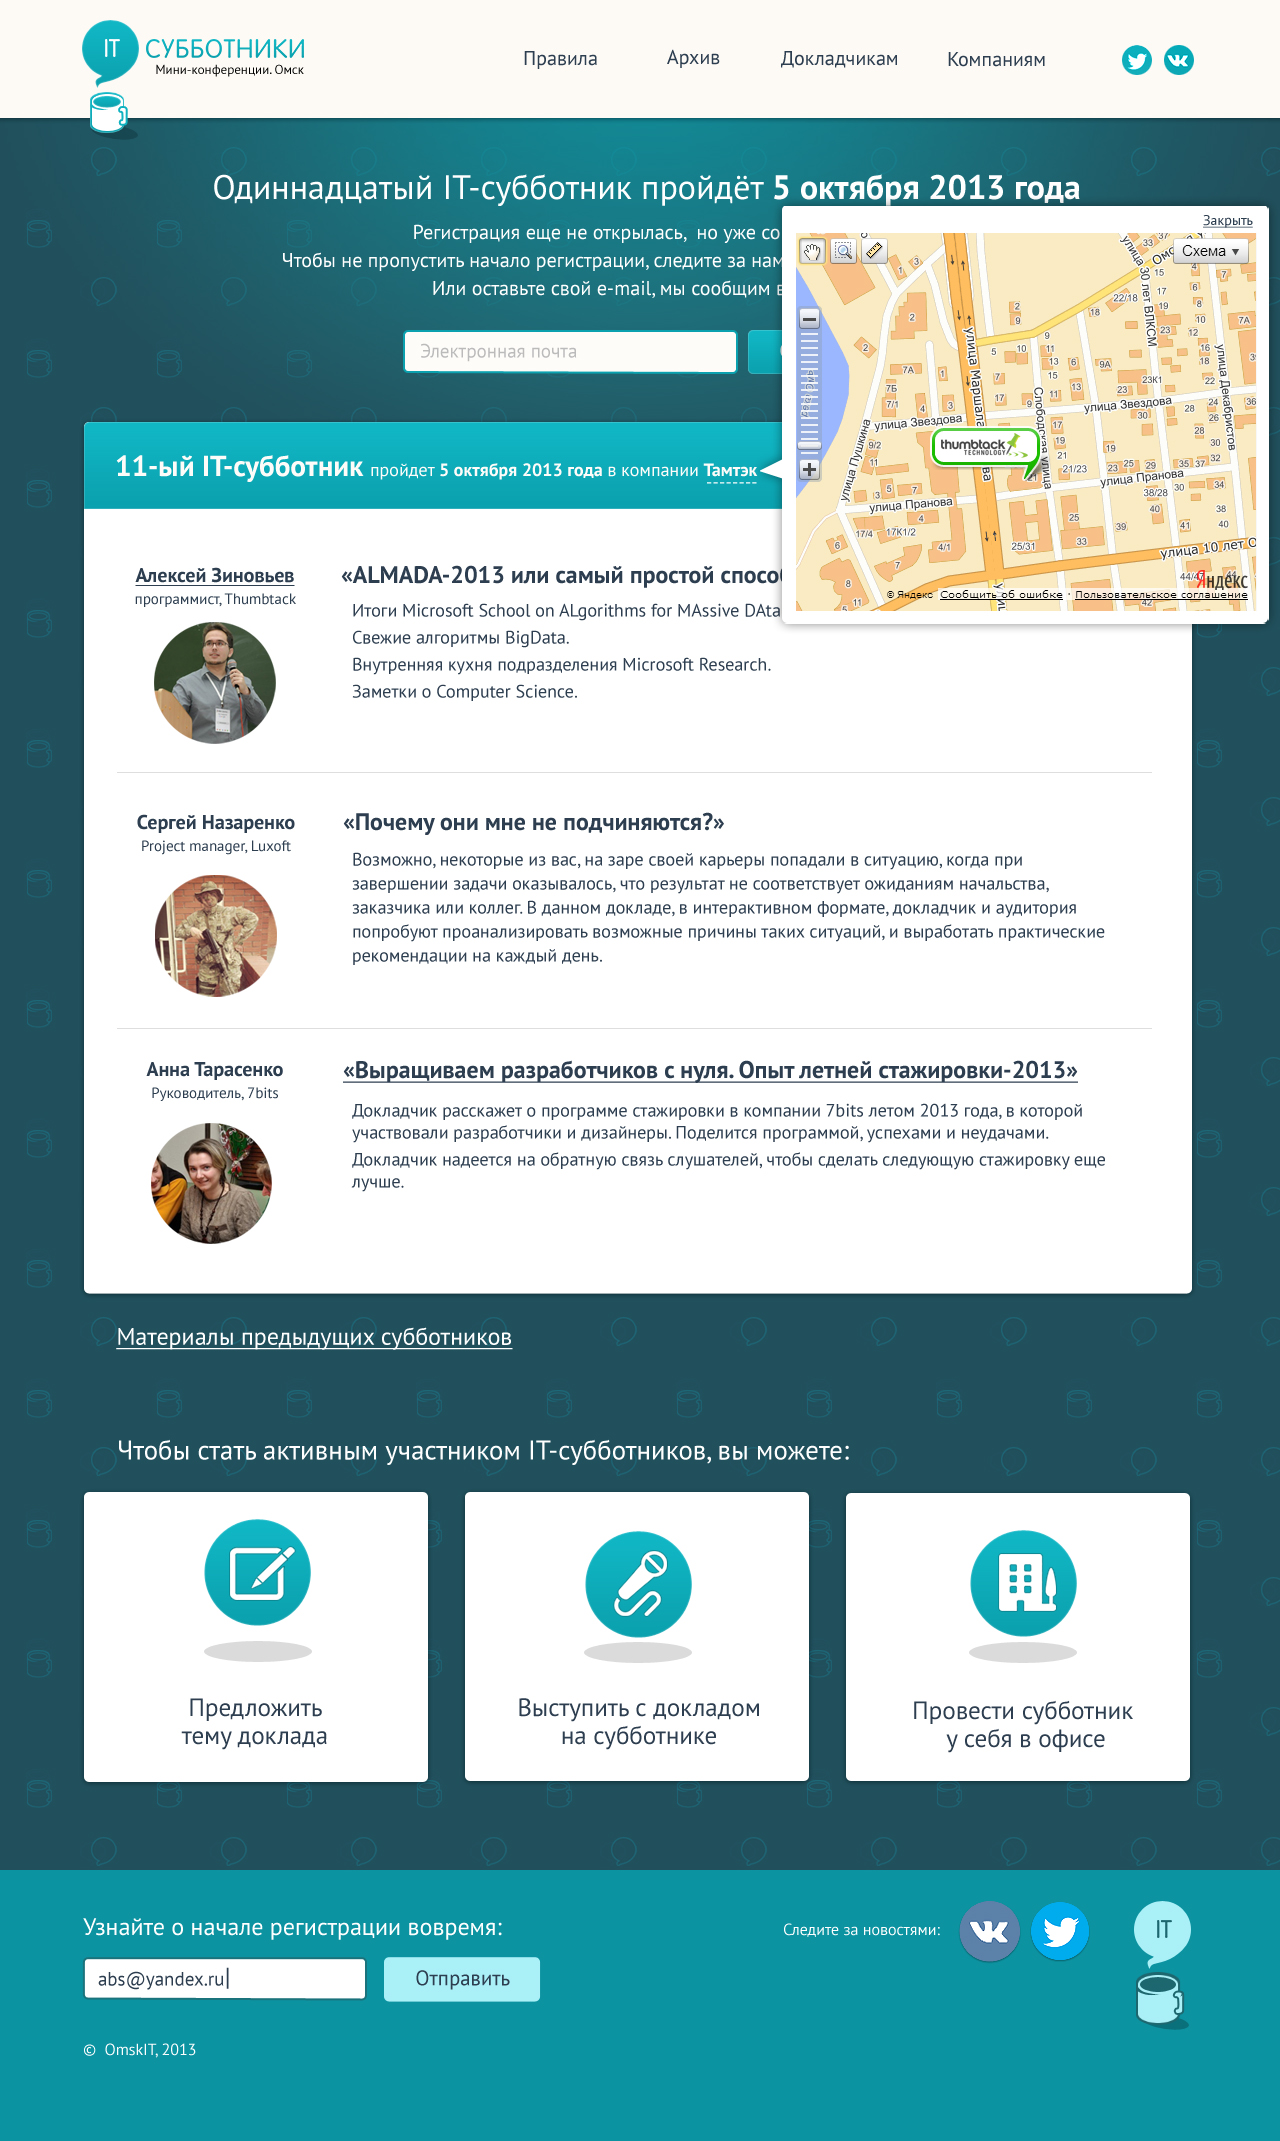 IT СУББОТНИКИ
Мини-конференции. Омск
Правила
Архив
Докладчикам
Компаниям
Одиннадцатый IT-субботник пройдёт 5 октября 2013 года
Регистрация еще не открылась, но уже со
Чтобы не пропустить начало регистрации, следите за нам
Или оставьте свой e-mail, мы сообщим в
Электронная почта
Закрыть
Схема
улица Маршала
улица 30 лет ВЛКСМ
улица Декабристов
улица Звездова
улица Звездова
улица Пушкина
Слободская улица
улица Пранова
улица Пранова
улица 10 лет О
thumbtack
TECHNOLOGY
Яндекс
© Яндекс Сообщить об ошибке · Пользовательское соглашение
11-ый IT-субботник пройдет 5 октября 2013 года в компании Тамтэк
Алексей Зиновьев
программист, Thumbtack
«ALMADA-2013 или самый простой способ
Итоги Microsoft School on ALgorithms for MAssive DAta
Свежие алгоритмы BigData.
Внутренняя кухня подразделения Microsoft Research.
Заметки о Computer Science.
Сергей Назаренко
Project manager, Luxoft
«Почему они мне не подчиняются?»
Возможно, некоторые из вас, на заре своей карьеры попадали в ситуацию, когда при
завершении задачи оказывалось, что результат не соответствует ожиданиям начальства,
заказчика или коллег. В данном докладе, в интерактивном формате, докладчик и аудитория
попробуют проанализировать возможные причины таких ситуаций, и выработать практические
рекомендации на каждый день.
Анна Тарасенко
Руководитель, 7bits
«Выращиваем разработчиков с нуля. Опыт летней стажировки-2013»
Докладчик расскажет о программе стажировки в компании 7bits летом 2013 года, в которой
участвовали разработчики и дизайнеры. Поделится программой, успехами и неудачами.
Докладчик надеется на обратную связь слушателей, чтобы сделать следующую стажировку еще
лучше.
Материалы предыдущих субботников
Чтобы стать активным участником IT-субботников, вы можете:
Предложить
тему доклада
Выступить с докладом
на субботнике
Провести субботник
у себя в офисе
Узнайте о начале регистрации вовремя:
abs@yandex.ru
Отправить
Следите за новостями:
IT
© OmskIT, 2013